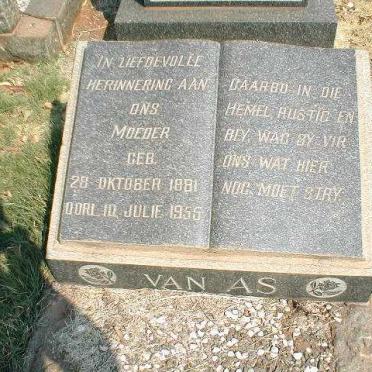 IN LIEFDEVOLLE
HERINNERING AAN
ONS
MOEDER
GEB.
28 OKTOBER 1881
OORL. 10 JULIE 1955
DAARBO IN DIE
HEMEL RUSTIG EN
BLY, WAG SY VIR
ONS WAT HIER
NOG MOET STRY.
VAN AS